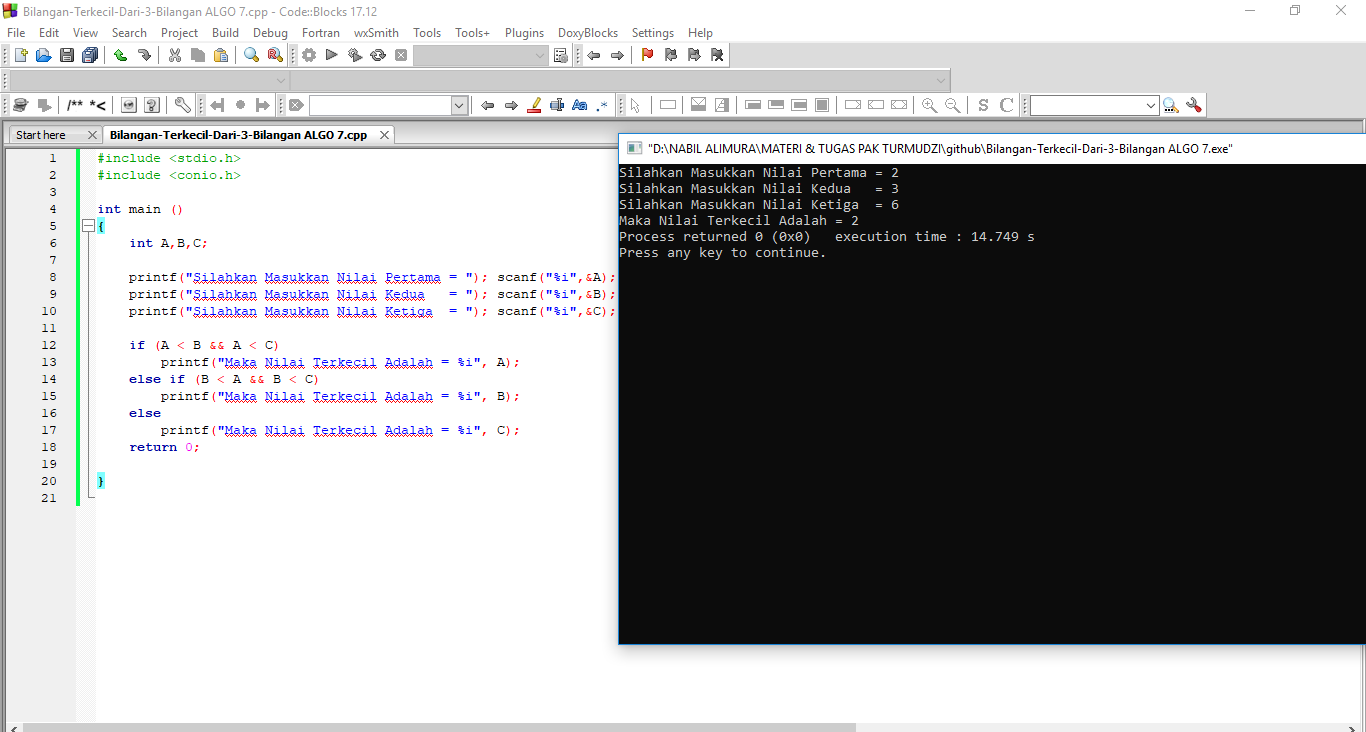 Bilangan-Terkecil-Dari-3-Bilangan ALGO 7.cpp - Code::Blocks 17.12
File Edit View Search Project Build Debug Fortran wxSmith Tools Tools+ Plugins DoxyBlocks Settings Help
/** *<
Aa .*
S C
Start here Bilangan-Terkecil-Dari-3-Bilangan ALGO 7.cpp
1 #include <stdio.h>
2 #include <conio.h>
3
4 int main ()
5 {
6 int A,B,C;
7
8 printf("Silahkan Masukkan Nilai Pertama = "); scanf("%i",&A);
9 printf("Silahkan Masukkan Nilai Kedua   = "); scanf("%i",&B);
10 printf("Silahkan Masukkan Nilai Ketiga  = "); scanf("%i",&C);
11
12 if (A < B && A < C)
13 printf("Maka Nilai Terkecil Adalah = %i", A);
14 else if (B < A && B < C)
15 printf("Maka Nilai Terkecil Adalah = %i", B);
16 else
17 printf("Maka Nilai Terkecil Adalah = %i", C);
18 return 0;
19
20 }
21
"D:\NABIL ALIMURA\MATERI & TUGAS PAK TURMUDZI\github\Bilangan-Terkecil-Dari-3-Bilangan ALGO 7.exe"
Silahkan Masukkan Nilai Pertama = 2
Silahkan Masukkan Nilai Kedua   = 3
Silahkan Masukkan Nilai Ketiga  = 6
Maka Nilai Terkecil Adalah = 2
Process returned 0 (0x0)   execution time : 14.749 s
Press any key to continue.